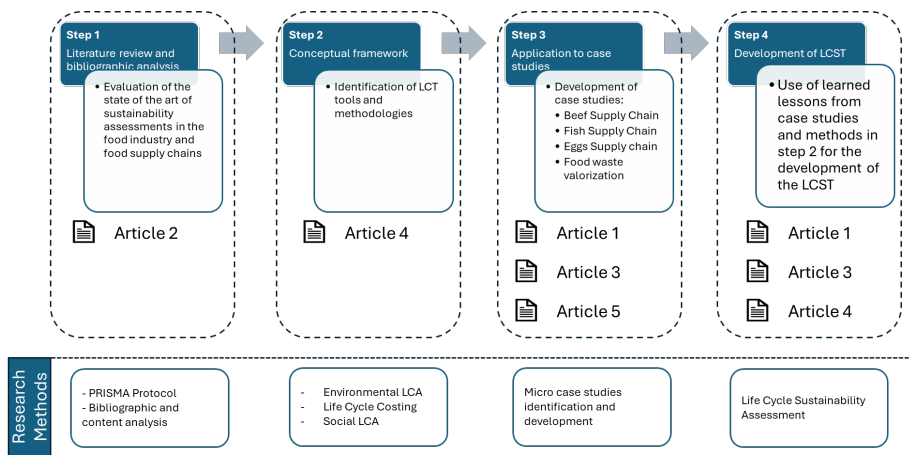 Step 1
Literature review and
bibliographic analysis
• Evaluation of the
state of the art of
sustainability
assessments in the
food industry and
food supply chains
Article 2
Step 2
Conceptual framework
• Identification of LCT
tools and
methodologies
Article 4
Step 3
Application to case
studies
• Development of
case studies:
• Beef Supply Chain
• Fish Supply Chain
• Eggs Supply chain
• Food waste
valorization
Article 1
Article 3
Article 5
Step 4
Development of LCST
• Use of learned
lessons from
case studies
and methods in
step 2 for the
development of
the LCST
Article 1
Article 3
Article 4
Research
Methods
- PRISMA Protocol
- Bibliographic and
content analysis
- Environmental LCA
- Life Cycle Costing
- Social LCA
Micro case studies
identification and
development
Life Cycle Sustainability
Assessment